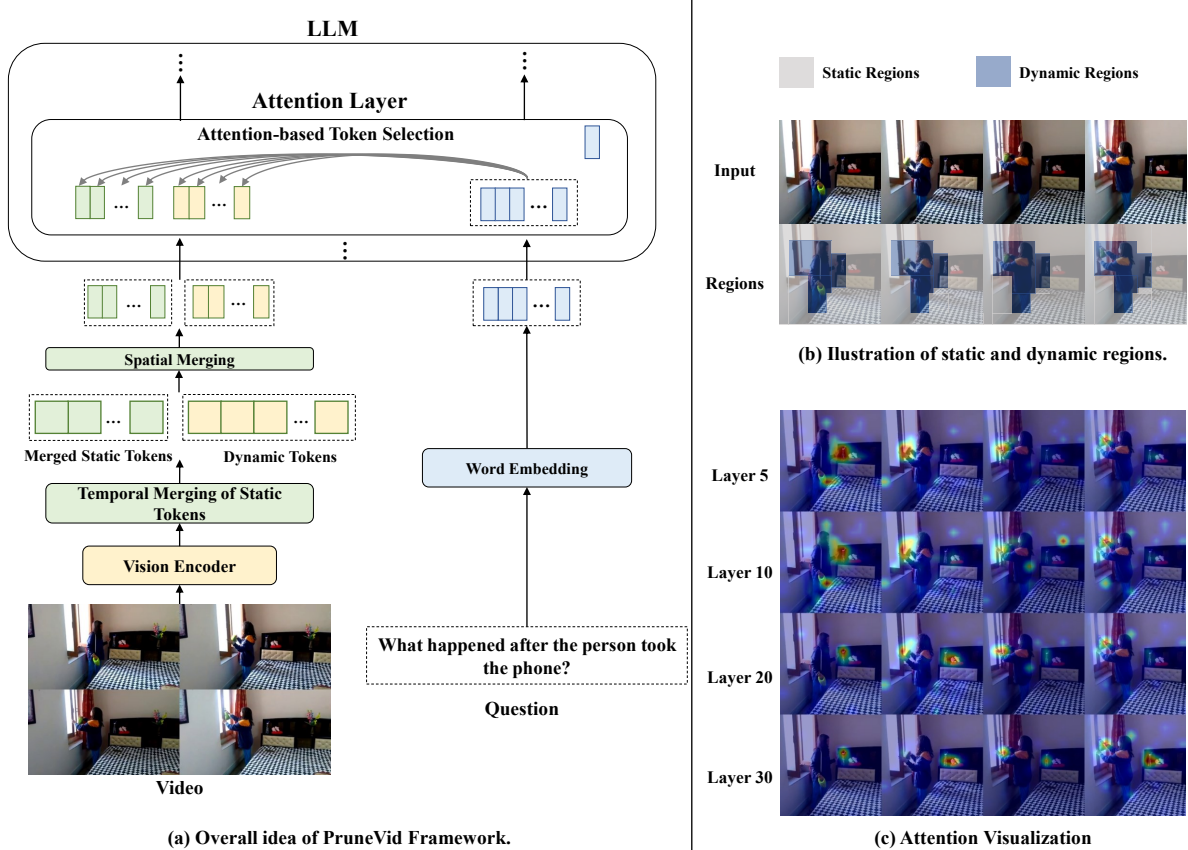 LLM
Attention Layer
Attention-based Token Selection
...
...
...
...
...
...
...
...
...
Spatial Merging
...
...
Merged Static Tokens
Dynamic Tokens
Temporal Merging of Static
Tokens
Word Embedding
Vision Encoder
What happened after the person took
the phone?
Question
Video
(a) Overall idea of PruneVid Framework.
Static Regions
Dynamic Regions
Input
Regions
(b) Ilustration of static and dynamic regions.
Layer 5
Layer 10
Layer 20
Layer 30
(c) Attention Visualization